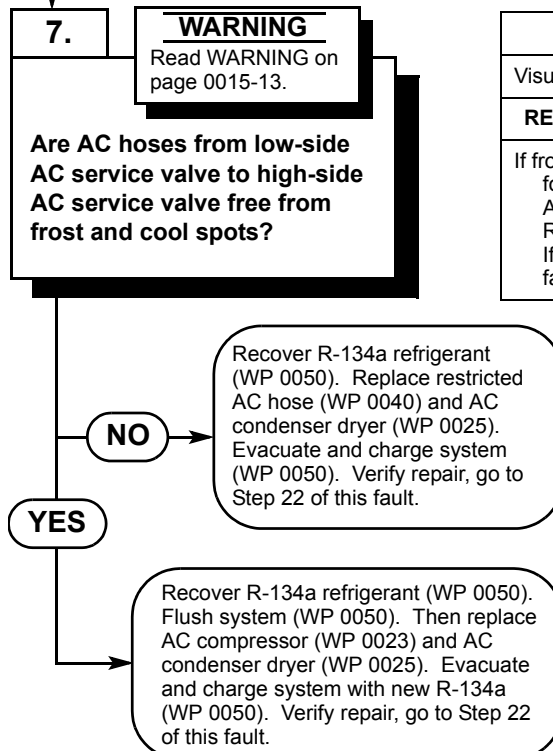 7.
WARNING
Read WARNING on
page 0015-13.
Are AC hoses from low-side
AC service valve to high-side
AC service valve free from
frost and cool spots?
Visu
RE
If fro
fo
A
R
If
fa
NO
Recover R-134a refrigerant
(WP 0050). Replace restricted
AC hose (WP 0040) and AC
condenser dryer (WP 0025).
Evacuate and charge system
(WP 0050). Verify repair, go to
Step 22 of this fault.
YES
Recover R-134a refrigerant (WP 0050).
Flush system (WP 0050). Then replace
AC compressor (WP 0023) and AC
condenser dryer (WP 0025). Evacuate
and charge system with new R-134a
(WP 0050). Verify repair, go to Step 22
of this fault.